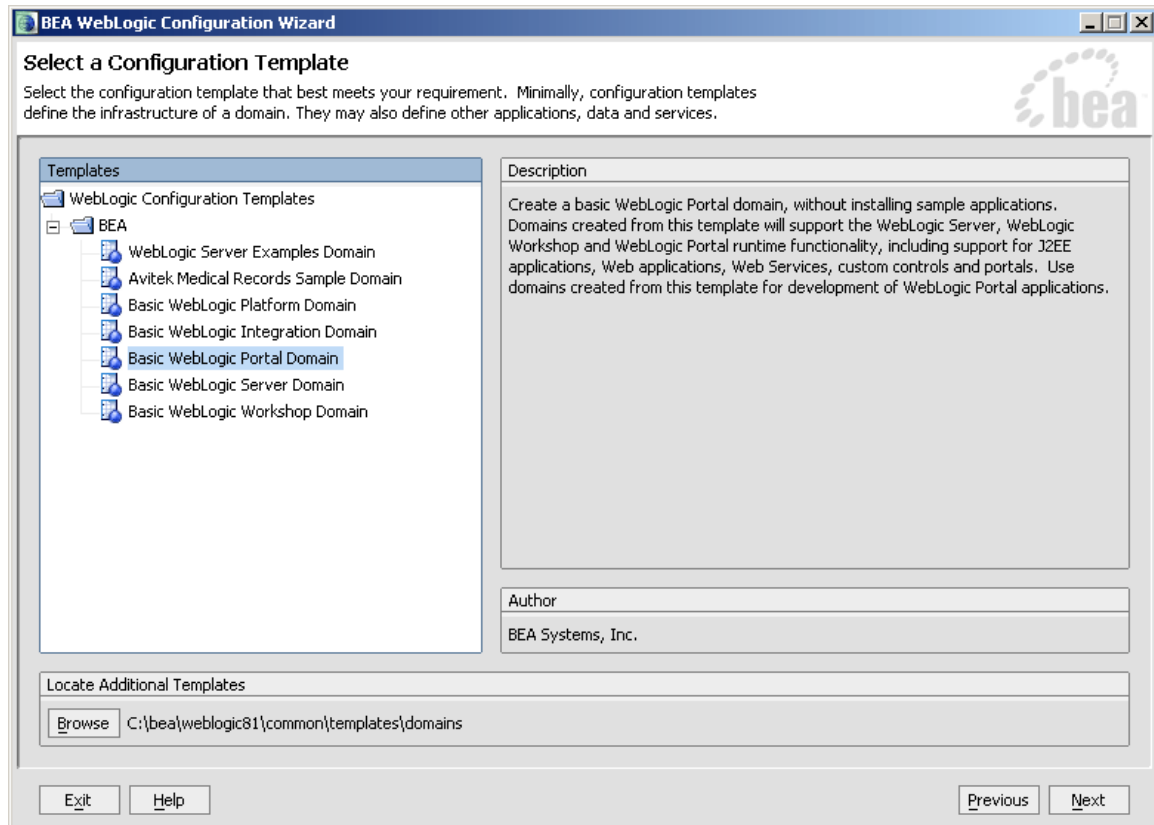 BEA WebLogic Configuration Wizard
Select a Configuration Template
Select the configuration template that best meets your requirement. Minimally, configuration templates
define the infrastructure of a domain. They may also define other applications, data and services.
bea
Templates
WebLogic Configuration Templates
BEA
WebLogic Server Examples Domain
Avitek Medical Records Sample Domain
Basic WebLogic Platform Domain
Basic WebLogic Integration Domain
Basic WebLogic Portal Domain
Basic WebLogic Server Domain
Basic WebLogic Workshop Domain
Description
Create a basic WebLogic Portal domain, without installing sample applications.
Domains created from this template will support the WebLogic Server, WebLogic
Workshop and WebLogic Portal runtime functionality, including support for J2EE
applications, Web applications, Web Services, custom controls and portals. Use
domains created from this template for development of WebLogic Portal applications.
Author
BEA Systems, Inc.
Locate Additional Templates
Browse C:\bea\weblogic81\common\templates\domains
Exit Help Previous Next